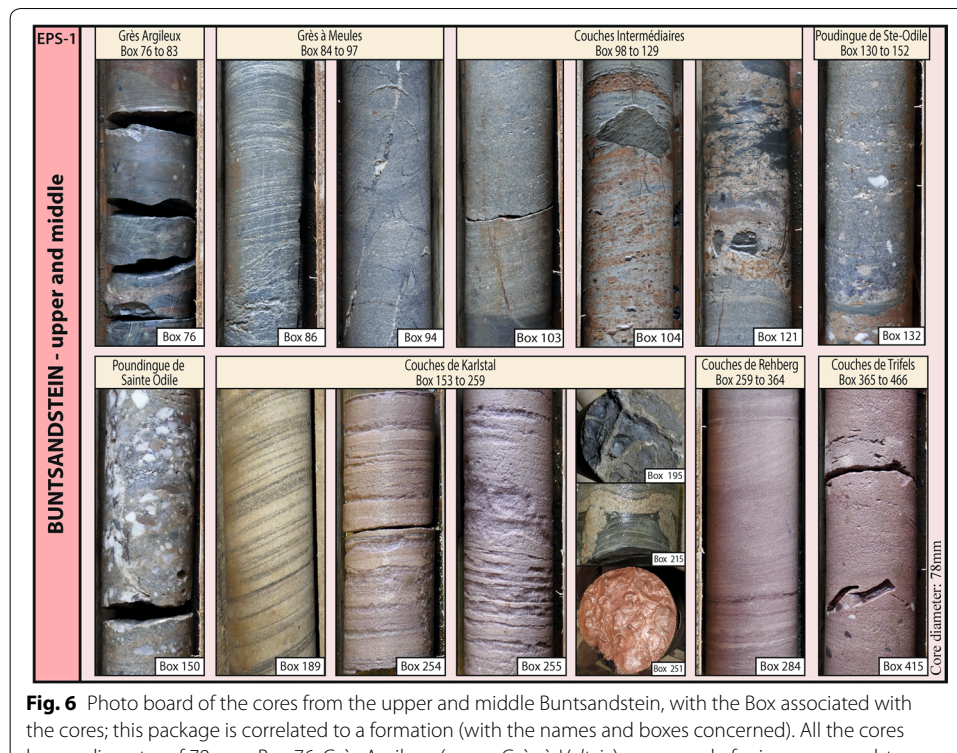 EPS-1
BUNTSANDSTEIN - upper and middle
Grès Argileux
Box 76 to 83
Grès à Meules
Box 84 to 97
Couches Intermédiaires
Box 98 to 129
Poudingue de Ste-Odile
Box 130 to 152
Box 76
Box 86
Box 94
Box 103
Box 104
Box 121
Box 132
Poundingue de
Sainte Odile
Couches de Karlstal
Box 153 to 259
Couches de Rehberg
Box 259 to 364
Couches de Trifels
Box 365 to 466
Box 150
Box 189
Box 254
Box 255
Box 195
Box 215
Box 251
Box 284
Box 415
Core diameter: 78mm
Fig. 6 Photo board of the cores from the upper and middle Buntsandstein, with the Box associated with
the cores; this package is correlated to a formation (with the names and boxes concerned). All the cores